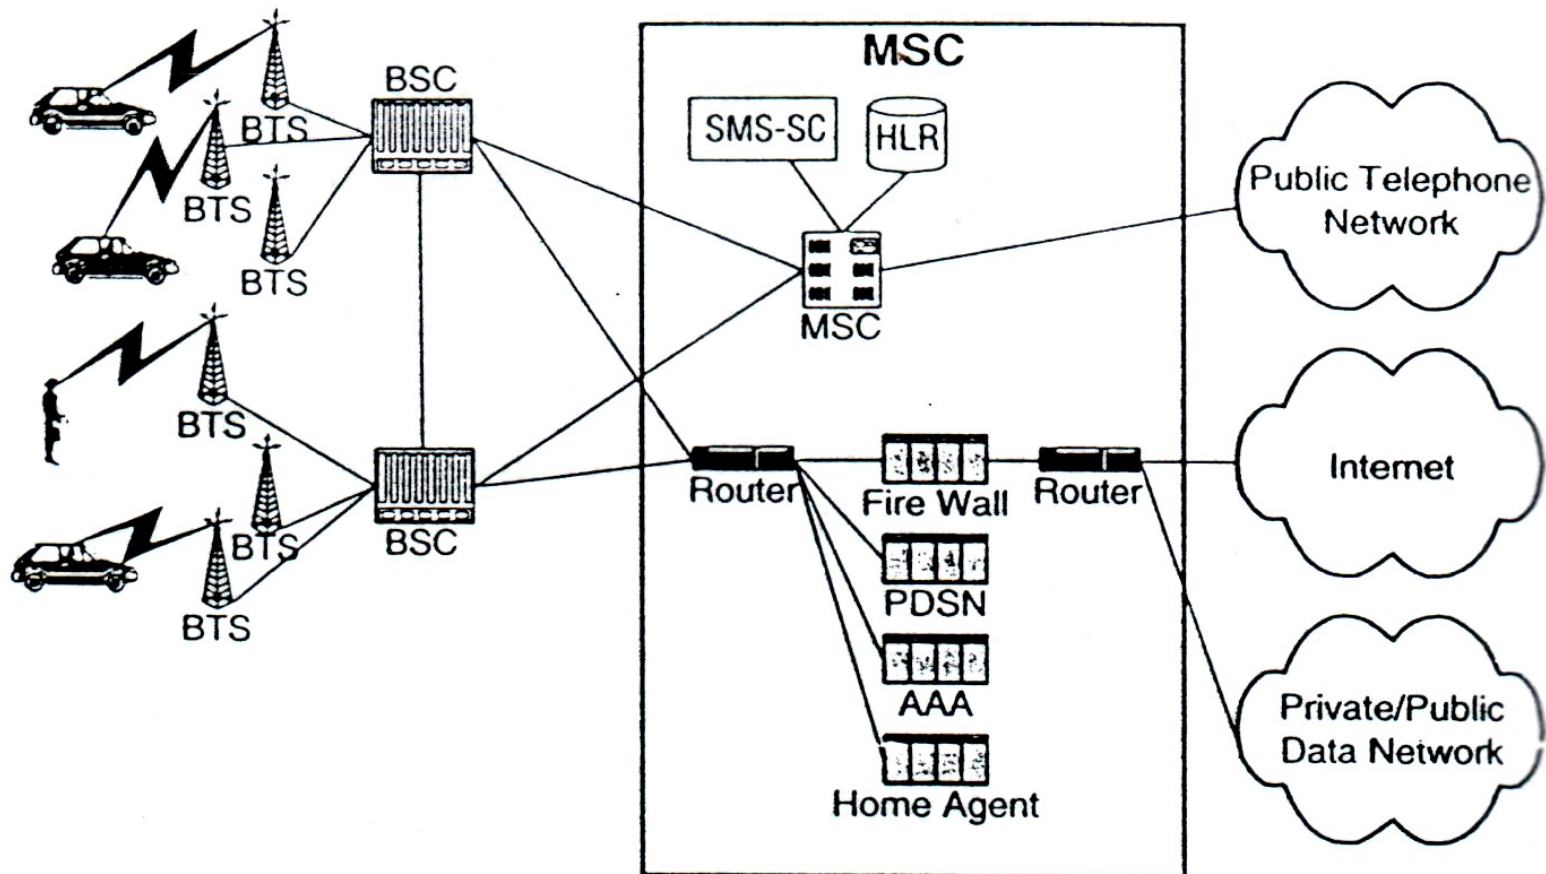 MSC
BSC
SMS-SC
HLR
BTS
BTS
BTS
Public Telephone
Network
MSC
BTS
BTS
BTS
BSC
Router
Fire Wall
Router
Internet
PDSN
AAA
Home Agent
Private/Public
Data Network